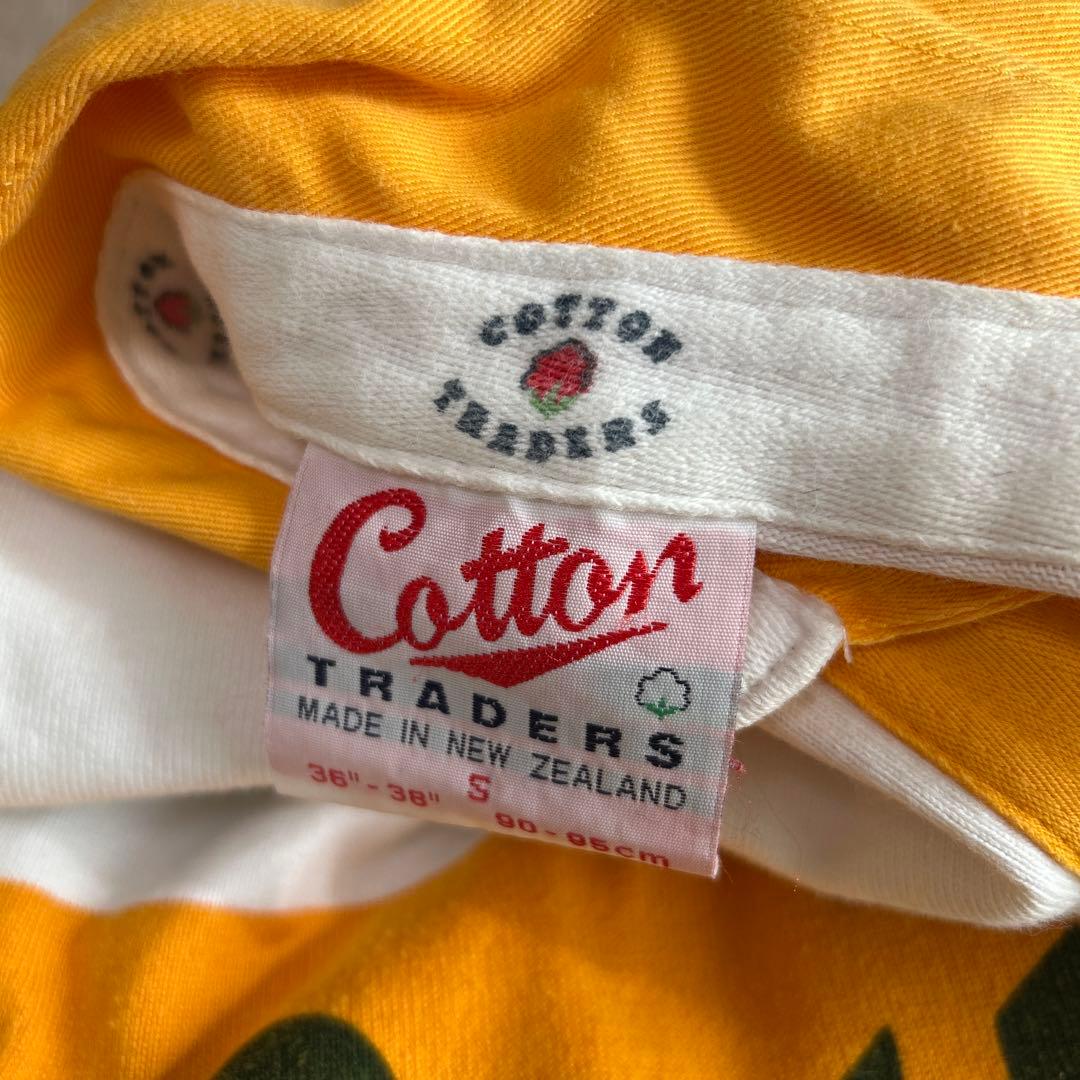 COTTON
TRADERS
Cotton
TRADERS
MADE IN NEW ZEALAND
36" - 38" S 90 - 95cm